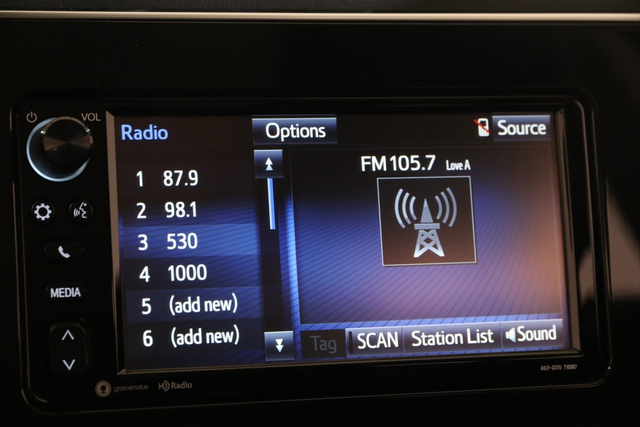 VOL
Radio
Options
Source
FM 105.7 Love A
1 87.9
2 98.1
3 530
4 1000
5 (add new)
6 (add new)
MEDIA
Tag
SCAN
Station List
Sound
gracenote
HD Radio